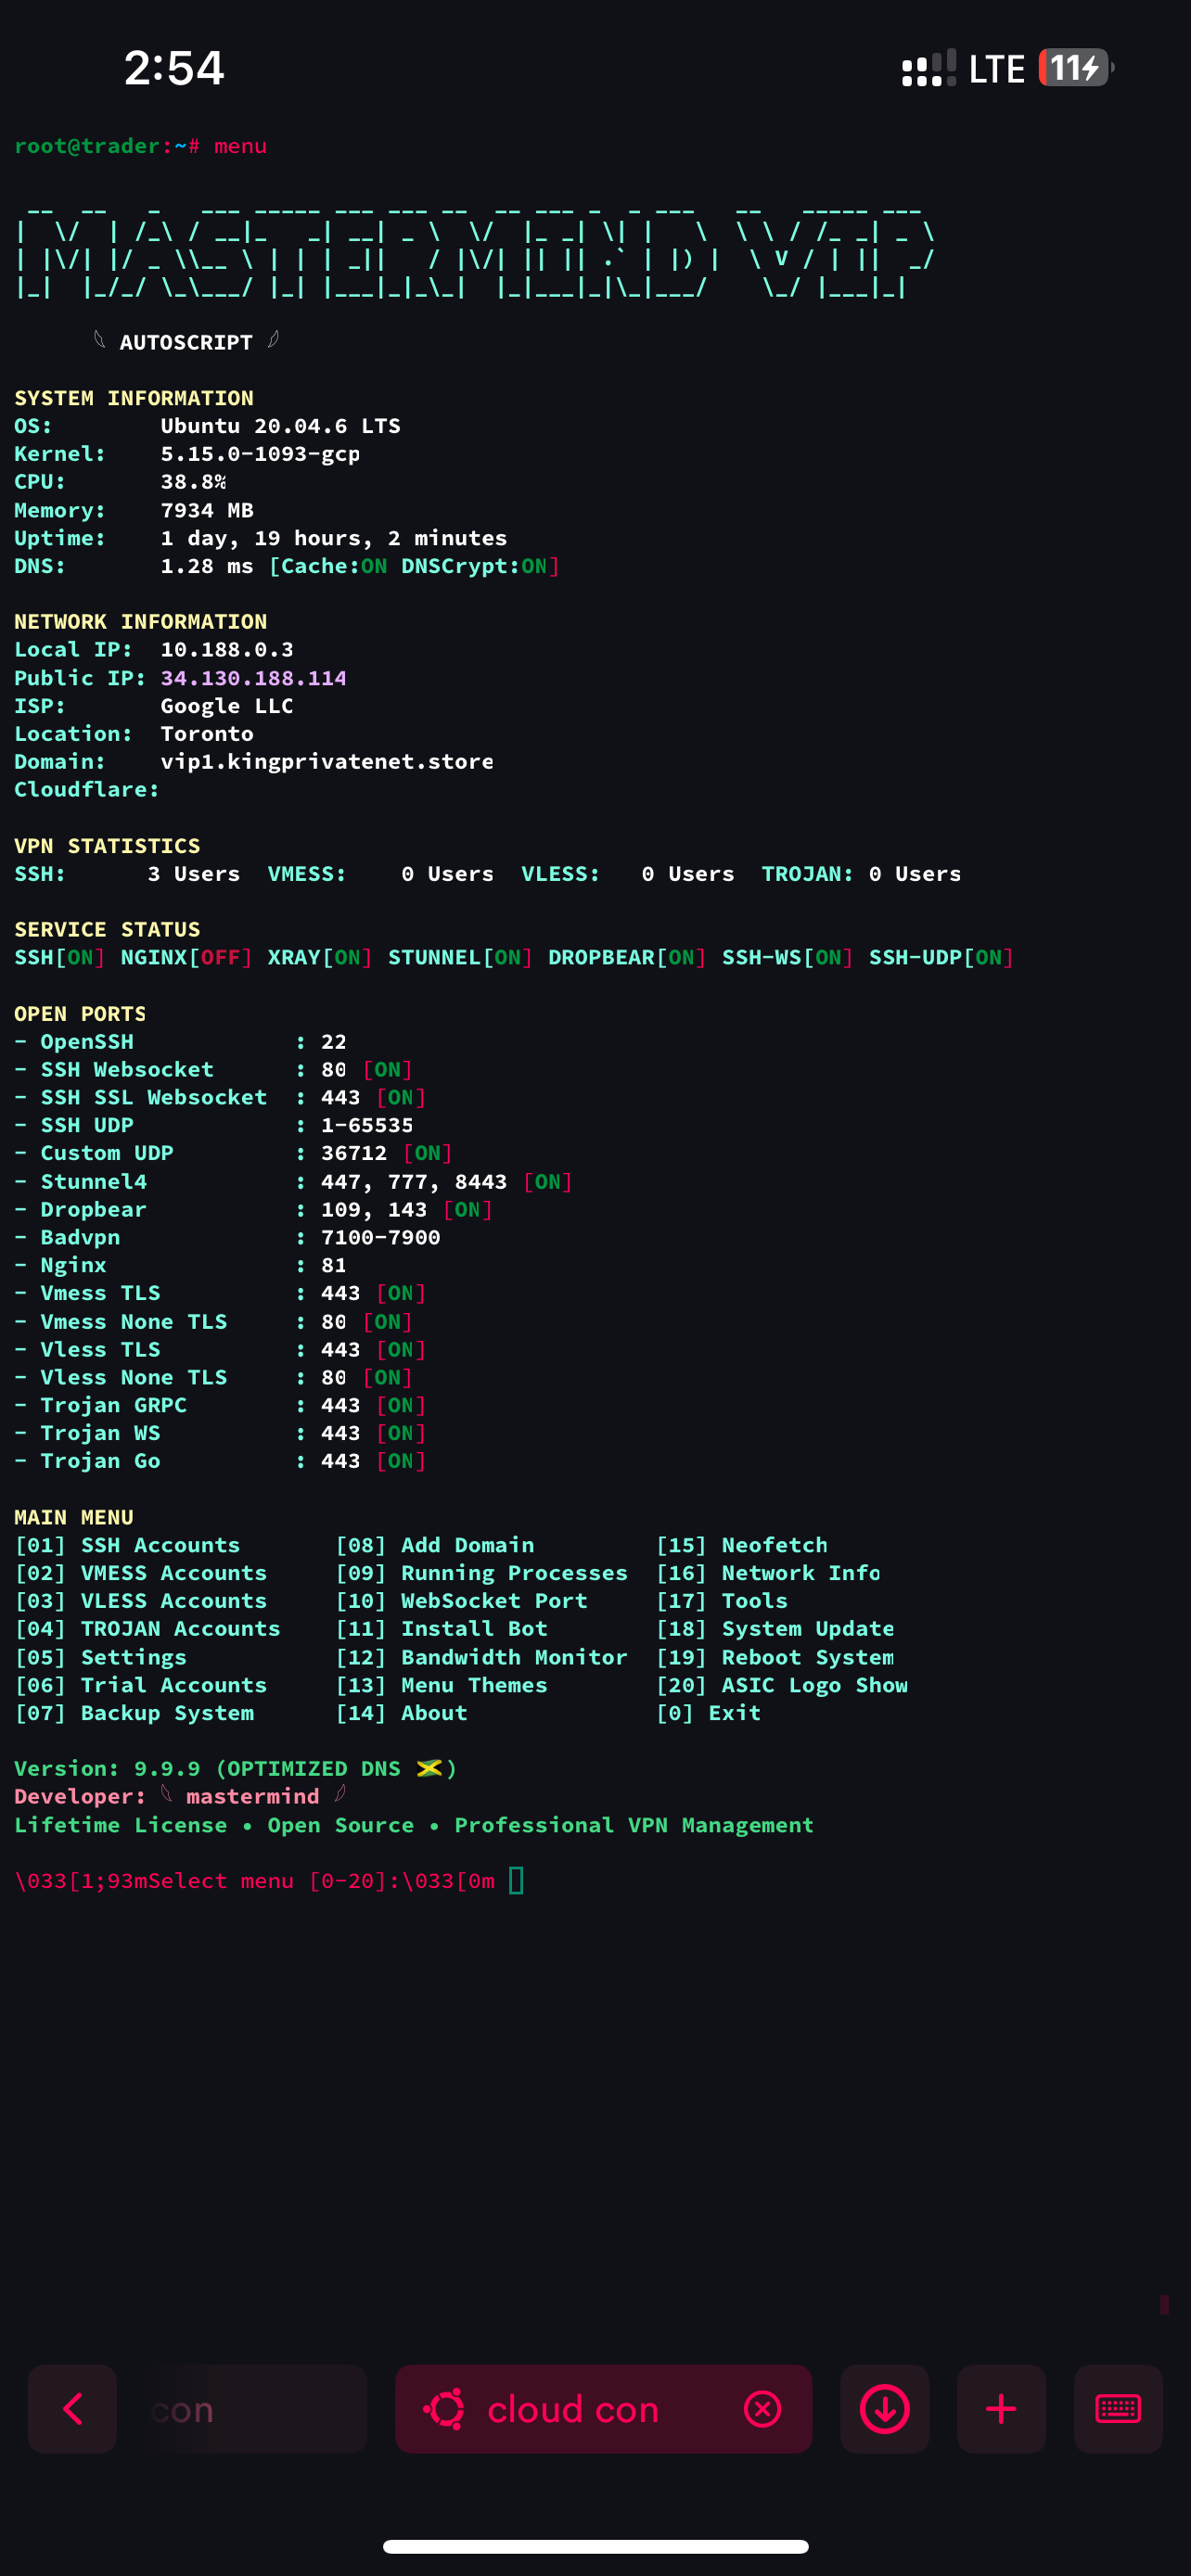 2:54 LTE 11
root@trader:~# menu
MASTERMIND VIP
AUTOSCRIPT
SYSTEM INFORMATION
OS: Ubuntu 20.04.6 LTS
Kernel: 5.15.0-1093-gcp
CPU: 38.8%
Memory: 7934 MB
Uptime: 1 day, 19 hours, 2 minutes
DNS: 1.28 ms [Cache:ON DNSCrypt:ON]
NETWORK INFORMATION
Local IP: 10.188.0.3
Public IP: 34.130.188.114
ISP: Google LLC
Location: Toronto
Domain: vip1.kingprivatenet.store
Cloudflare:
VPN STATISTICS
SSH: 3 Users VMESS: 0 Users VLESS: 0 Users TROJAN: 0 Users
SERVICE STATUS
SSH[ON] NGINX[OFF] XRAY[ON] STUNNEL[ON] DROPBEAR[ON] SSH-WS[ON] SSH-UDP[ON]
OPEN PORTS
- OpenSSH : 22
- SSH Websocket : 80 [ON]
- SSH SSL Websocket : 443 [ON]
- SSH UDP : 1-65535
- Custom UDP : 36712 [ON]
- Stunnel4 : 447, 777, 8443 [ON]
- Dropbear : 109, 143 [ON]
- Badvpn : 7100-7900
- Nginx : 81
- Vmess TLS : 443 [ON]
- Vmess None TLS : 80 [ON]
- Vless TLS : 443 [ON]
- Vless None TLS : 80 [ON]
- Trojan GRPC : 443 [ON]
- Trojan WS : 443 [ON]
- Trojan Go : 443 [ON]
MAIN MENU
[01] SSH Accounts [08] Add Domain [15] Neofetch
[02] VMESS Accounts [09] Running Processes [16] Network Info
[03] VLESS Accounts [10] WebSocket Port [17] Tools
[04] TROJAN Accounts [11] Install Bot [18] System Update
[05] Settings [12] Bandwidth Monitor [19] Reboot System
[06] Trial Accounts [13] Menu Themes [20] ASIC Logo Show
[07] Backup System [14] About [0] Exit
Version: 9.9.9 (OPTIMIZED DNS 🇯🇲)
Developer: mastermind
Lifetime License • Open Source • Professional VPN Management
\033[1;93mSelect menu [0-20]:\033[0m
con cloud con